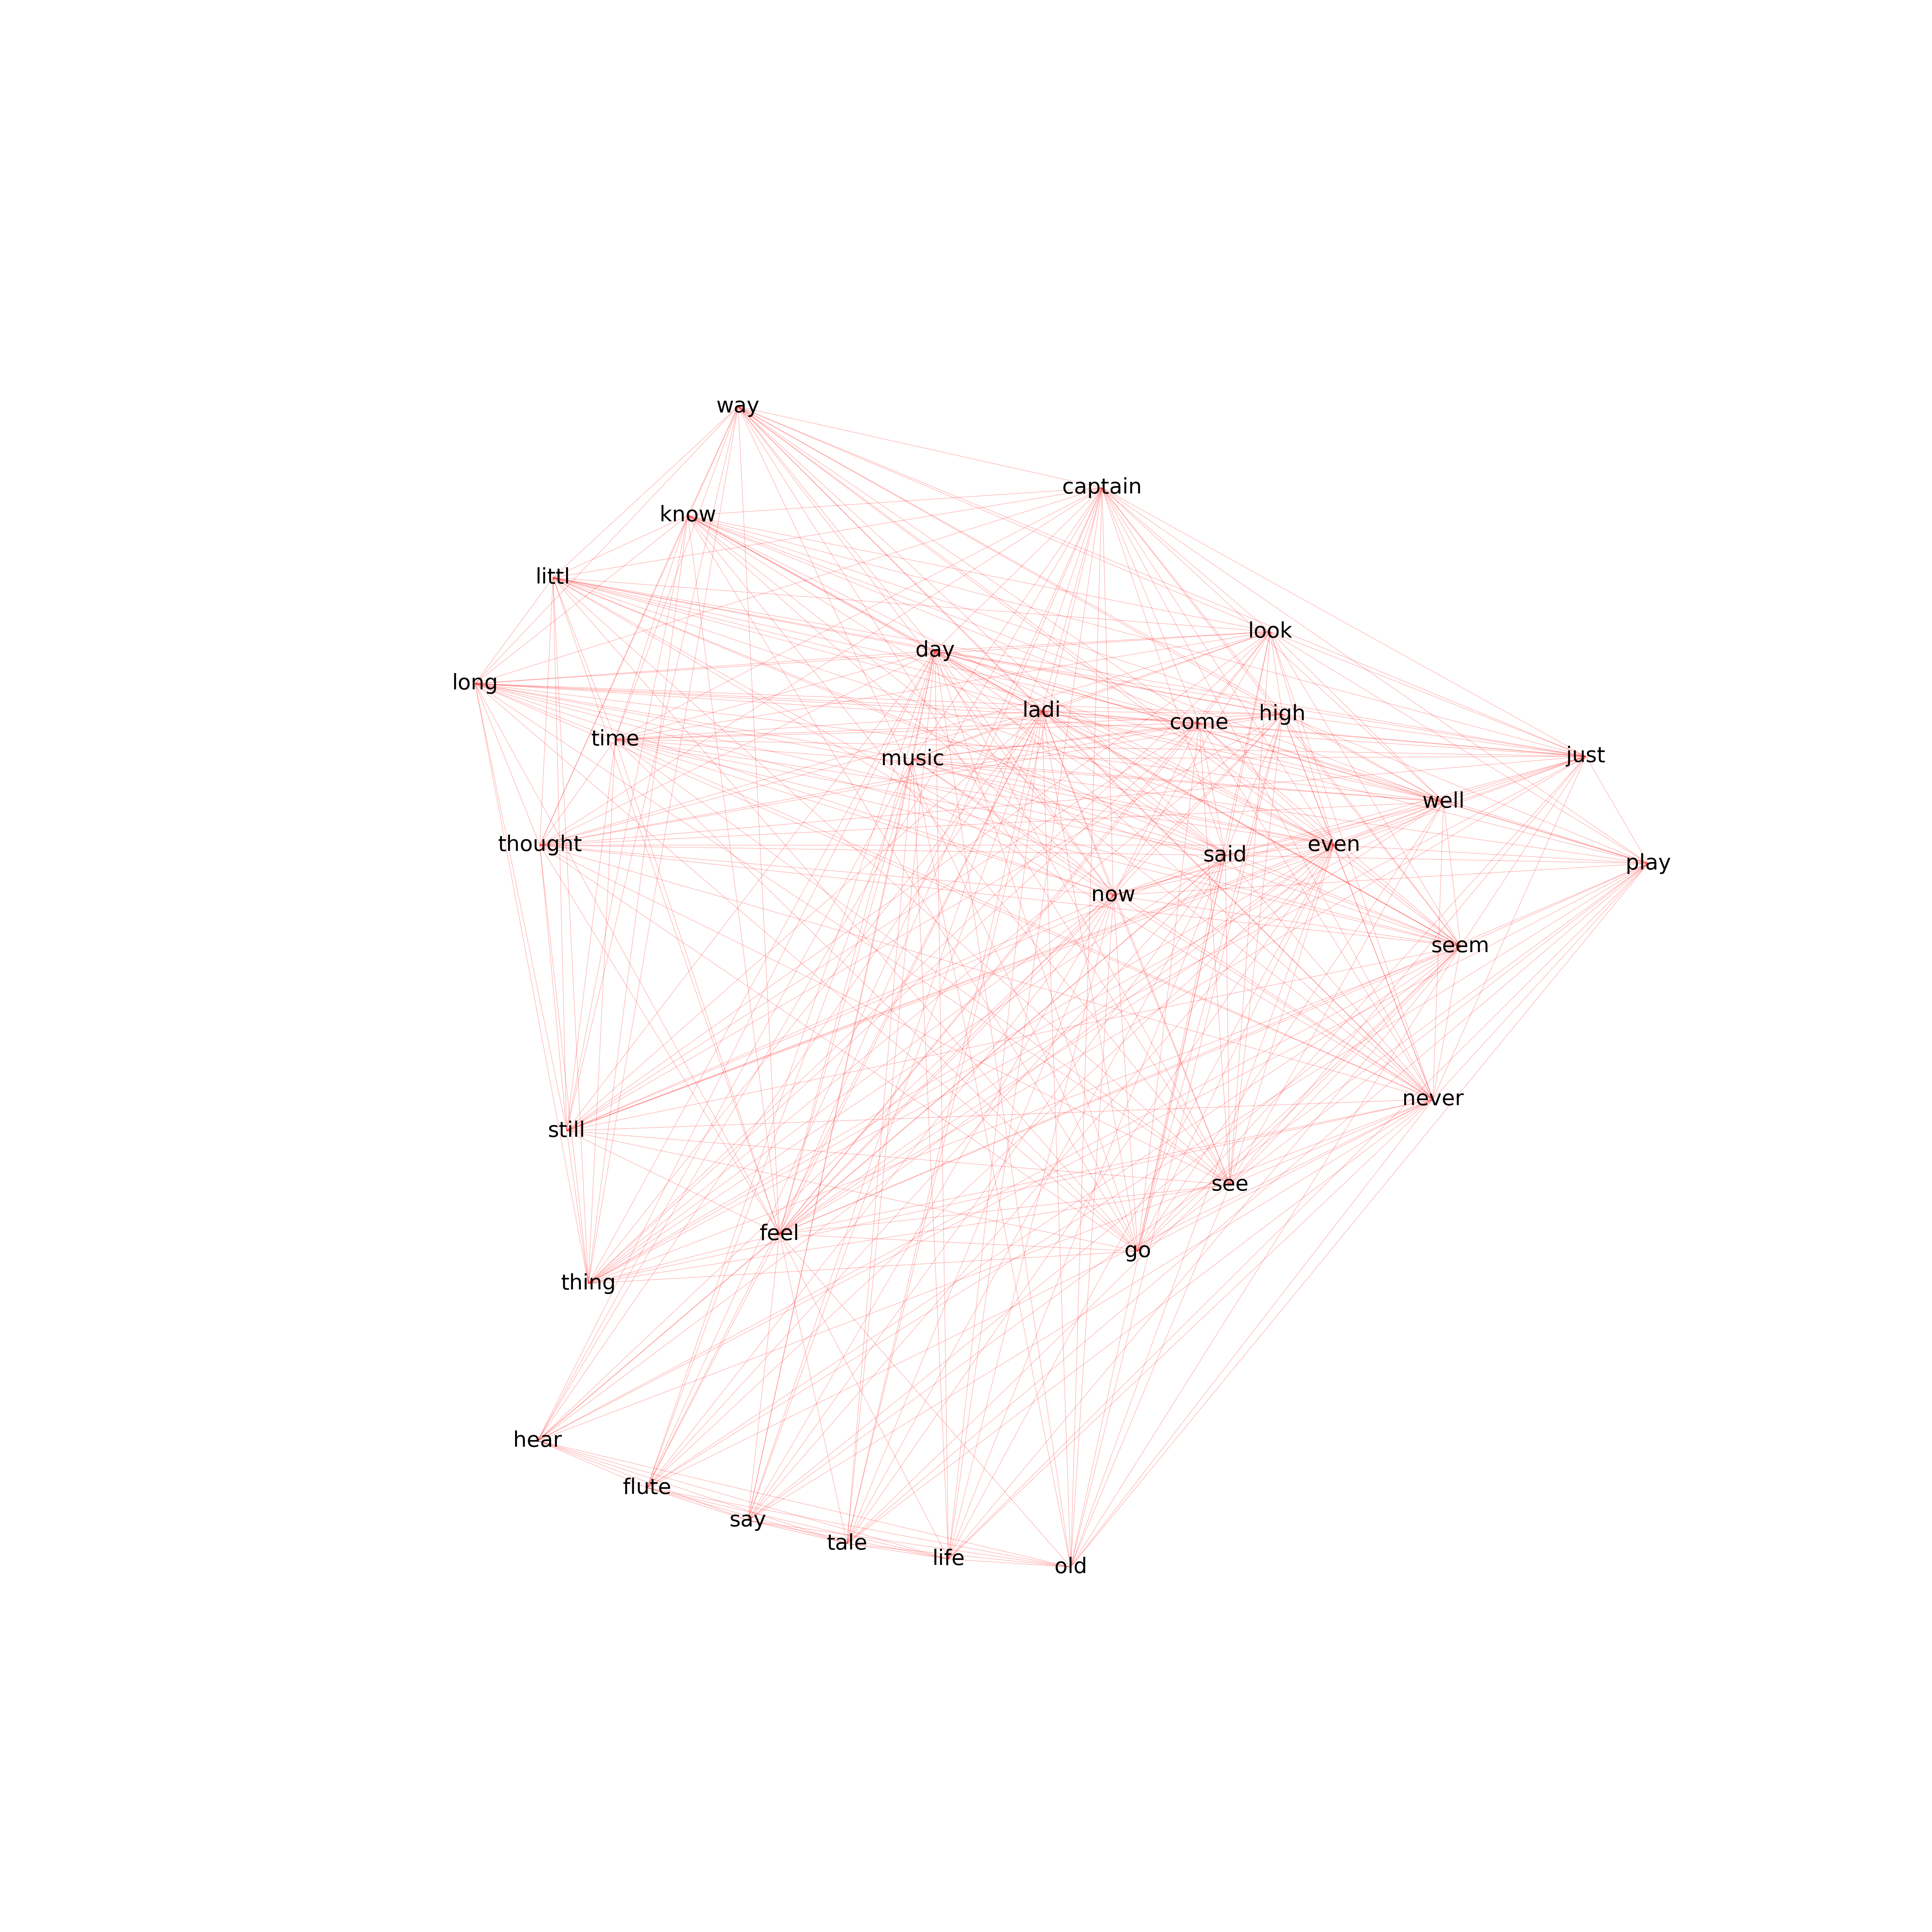 way
captain
know
littl
look
day
long
ladi
high
come
time
just
music
well
thought
even
said
play
now
seem
never
still
see
feel
go
thing
hear
flute
say
tale
life
old